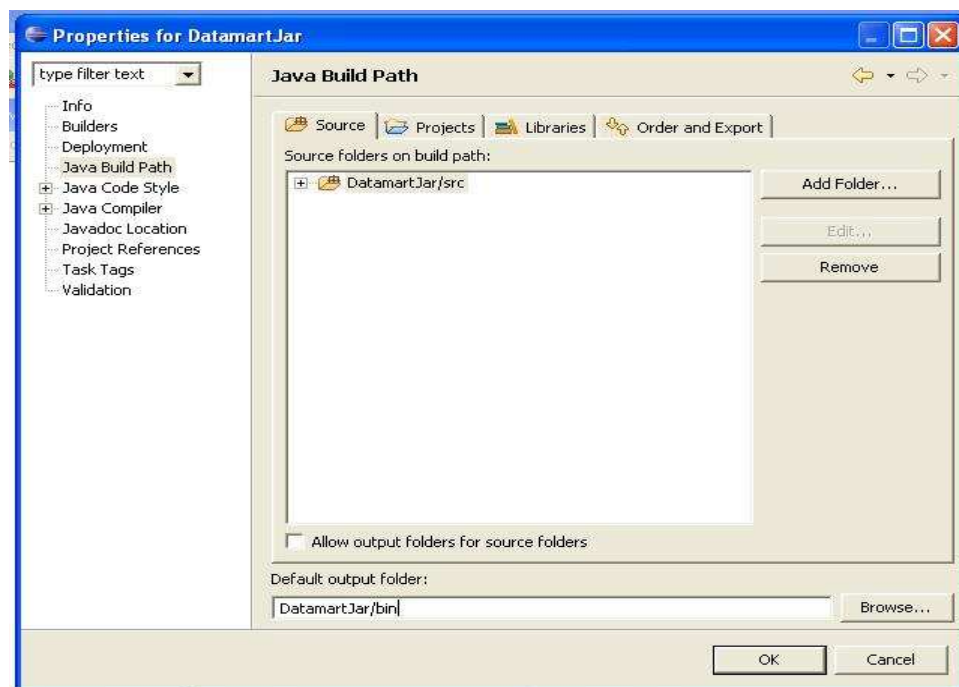 Properties for DatamartJar
type filter text
Java Build Path
Info
Builders
Deployment
Java Build Path
Java Code Style
Java Compiler
Javadoc Location
Project References
Task Tags
Validation
Source
Projects
Libraries
Order and Export
Source folders on build path:
DatamartJar/src
Add Folder...
Edit...
Remove
Allow output folders for source folders
Default output folder:
DatamartJar/bin
Browse...
OK
Cancel